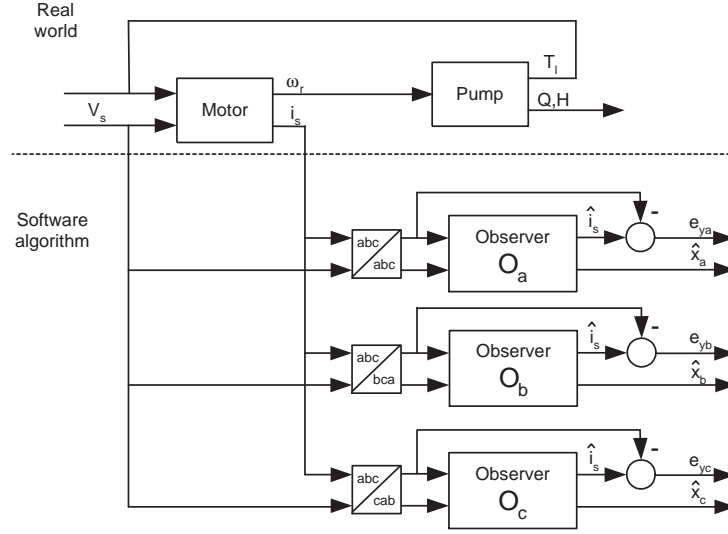 Real
world
T_l
ω_r
Motor
Pump
Q,H
V_s
i_s
Software
algorithm
abc
abc
Observer
O_a
î_s
-
e_ya
x̂_a
abc
bca
Observer
O_b
î_s
-
e_yb
x̂_b
abc
cab
Observer
O_c
î_s
-
e_yc
x̂_c